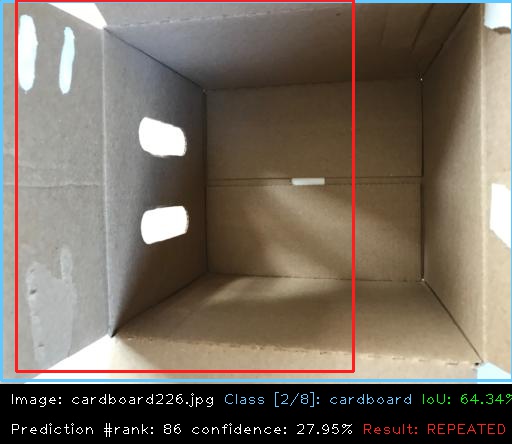 Image: cardboard226.jpg Class [2/8]: cardboard IoU: 64.34%
Prediction #rank: 86 confidence: 27.95% Result: REPEATED